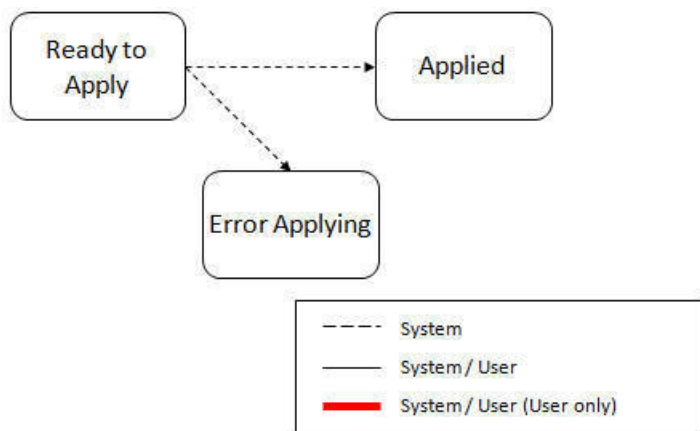 Ready to
Apply
Applied
Error Applying
System
System / User
System / User (User only)